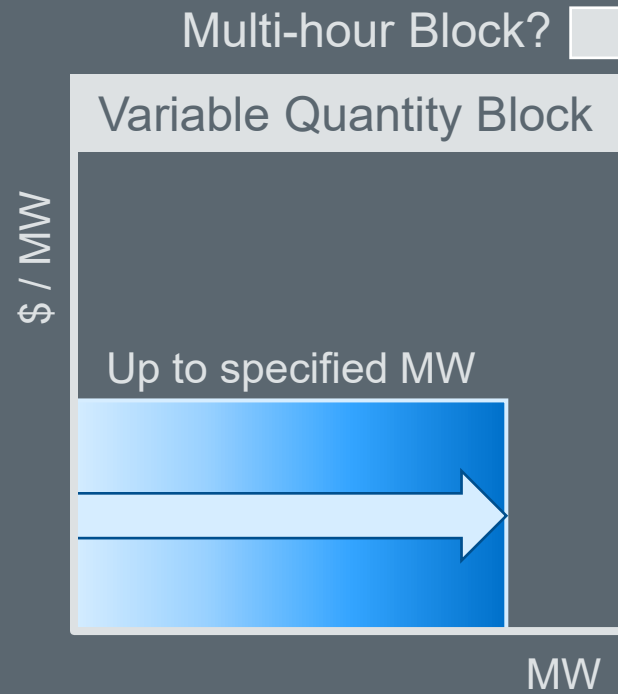 Multi-hour Block?
Variable Quantity Block
$ / MW
Up to specified MW
MW